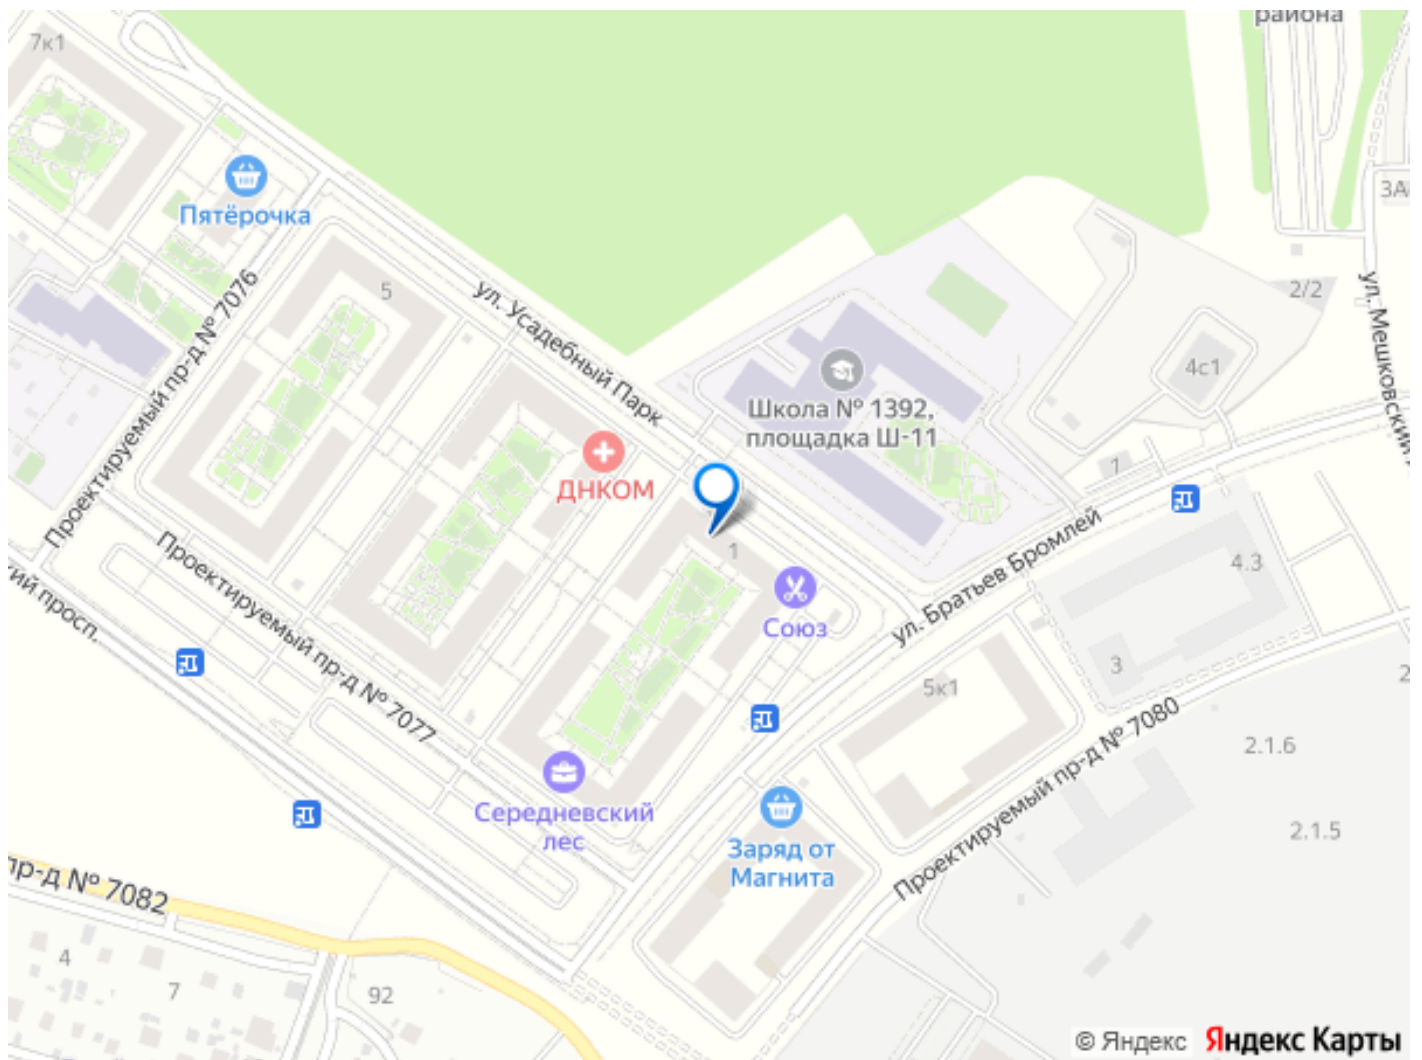 района
7к1
ЗА
Пятёрочка
ул. Мешковский
2/2
5
ул. Усадебный Парк
Проектируемый пр-д № 7076
4с1
Школа № 1392,
площадка Ш-11
1
ДНКОМ
1
4.3
ул. Братьев Бромлей
Союз
Проектируемый пр-д № 7077
просп.
3
5к1
2
2.1.6
Проектируемый пр-д № 7080
2.1.5
Середневский
лес
Заряд от
Магнита
пр-д № 7082
4
7
92
© Яндекс Яндекс Карты